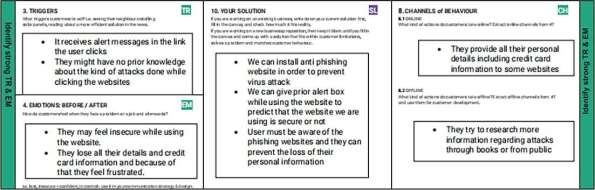 Identify strong TR & EM
3. TRIGGERS
TR
What triggers customers to act? i.e. seeing their neighbour installing
solar panels, reading about a more efficient solution in the news.
• It receives alert messages in the link
the user clicks
• They might have no prior knowledge
about the kind of attacks done while
clicking the websites
4. EMOTIONS: BEFORE / AFTER
EM
How do customers feel when they face a problem or a job and afterwards?
• They may feel insecure while using
the website.
• They lose all their details and credit
card information and because of
that they feel frustrated.
10. YOUR SOLUTION
SL
If you are working on an existing business, write down your current solution first,
fill in the canvas, and check how much it fits reality.
If you are working on a new business proposition, then keep it blank until you fill in
the canvas and come up with a solution that fits within customer limitations,
solves a problem and matches customer behaviour.
• We can install anti phishing
website in order to prevent
virus attack
• We can give prior alert box
while using the website to
predict that the website we are
using is secure or not
• User must be aware of the
phishing websites and they can
prevent the loss of their
personal information
8. CHANNELS of BEHAVIOUR
CH
8.1 ONLINE
What kind of actions do customers take online? Extract online channels from #7
• They provide all their personal
details including credit card
information to some websites
8.2 OFFLINE
What kind of actions do customers take offline? Extract offline channels from #7
and use them for customer development.
• They try to research more
information regarding attacks
through books or from public
Identify strong TR & EM